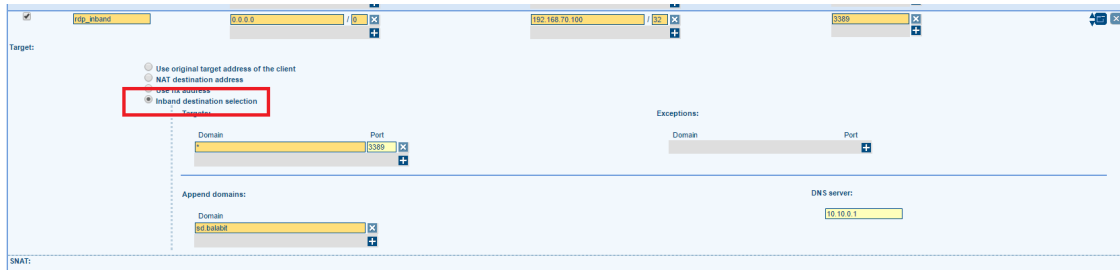 rdp_inband 0.0.0.0 / 0 192.168.70.100 / 32 3389
Target:
Use original target address of the client
NAT destination address
Use fix address
Inband destination selection
Targets: Exceptions:
Domain Port Domain Port
* 3389
Append domains: DNS server:
Domain 10.10.0.1
sd.balabit
SNAT: